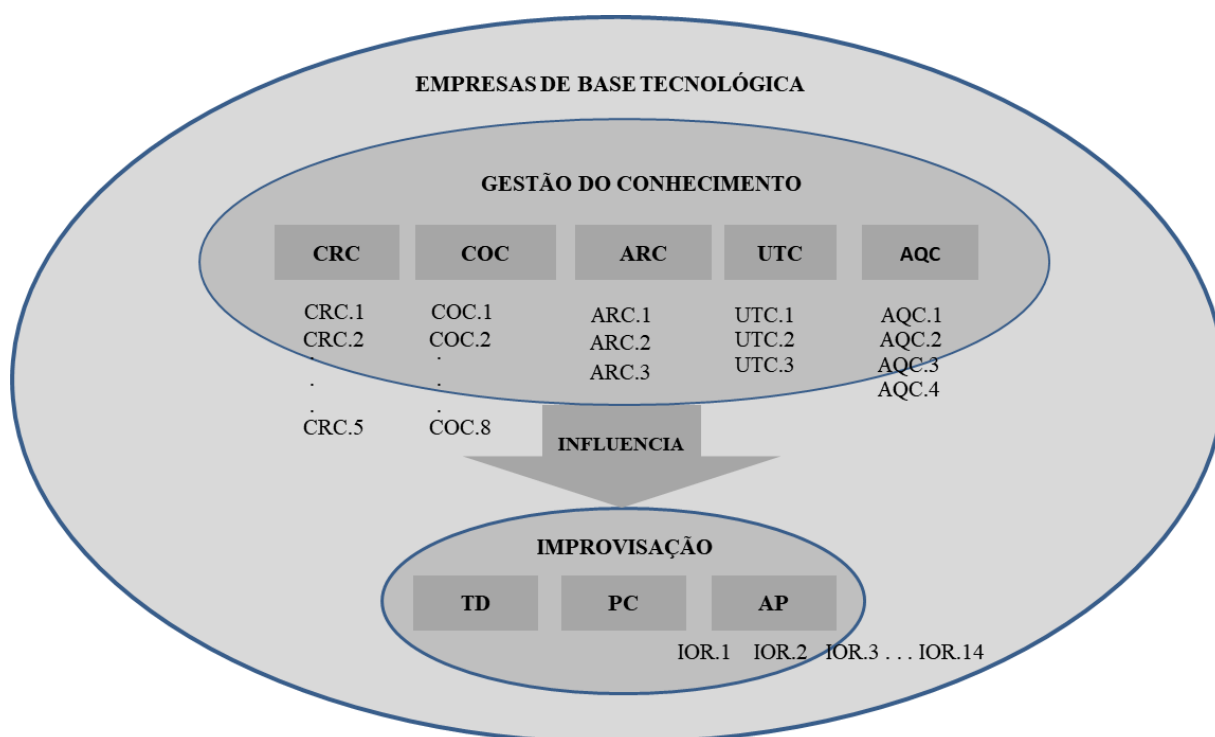 EMPRESAS DE BASE TECNOLÓGICA
GESTÃO DO CONHECIMENTO
CRC COC ARC UTC AQC
CRC.1 COC.1 ARC.1 UTC.1 AQC.1
CRC.2 COC.2 ARC.2 UTC.2 AQC.2
. . ARC.3 UTC.3 AQC.3
. . AQC.4
. .
CRC.5 COC.8
INFLUENCIA
IMPROVISAÇÃO
TD PC AP
IOR.1 IOR.2 IOR.3 . . . IOR.14